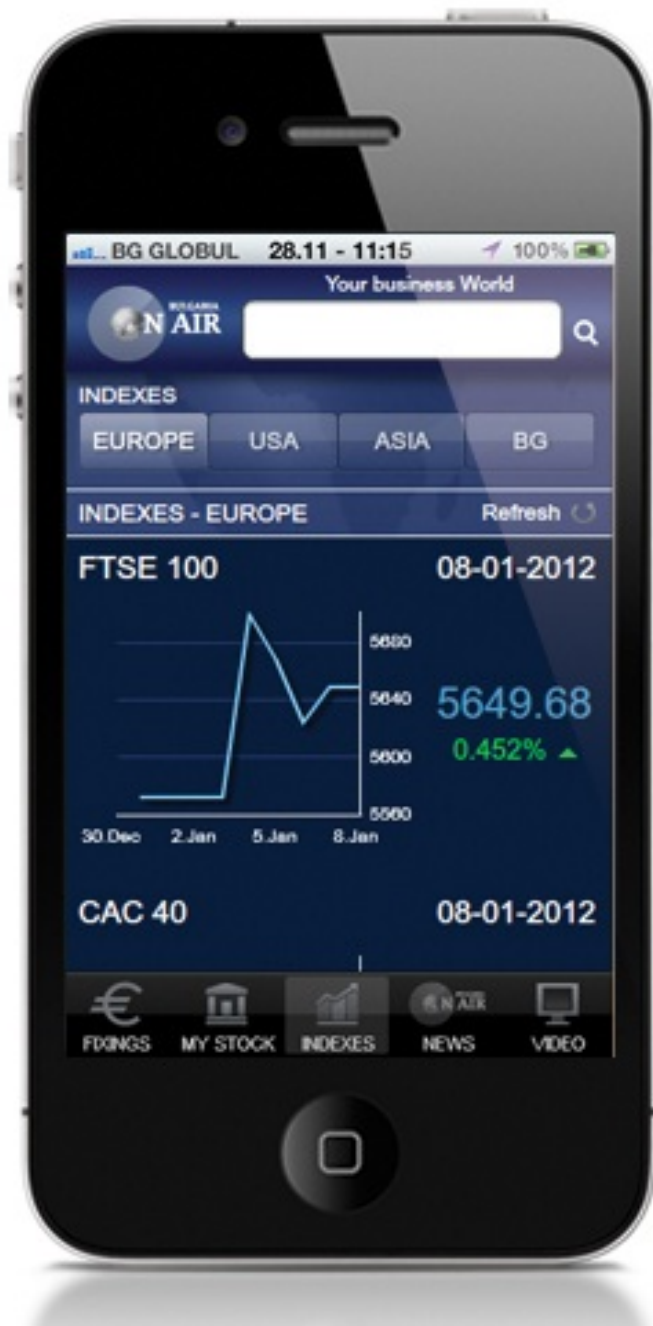 BG GLOBUL 28.11 - 11:15 100%
Your business World
BULGARIA
N AIR
INDEXES
EUROPE USA ASIA BG
INDEXES - EUROPE Refresh
FTSE 100 08-01-2012
5680
5640
5600
5560
5649.68
0.452%
30.Dec 2.Jan 5.Jan 8.Jan
CAC 40 08-01-2012
N AIR
FIXINGS MY STOCK INDEXES NEWS VIDEO